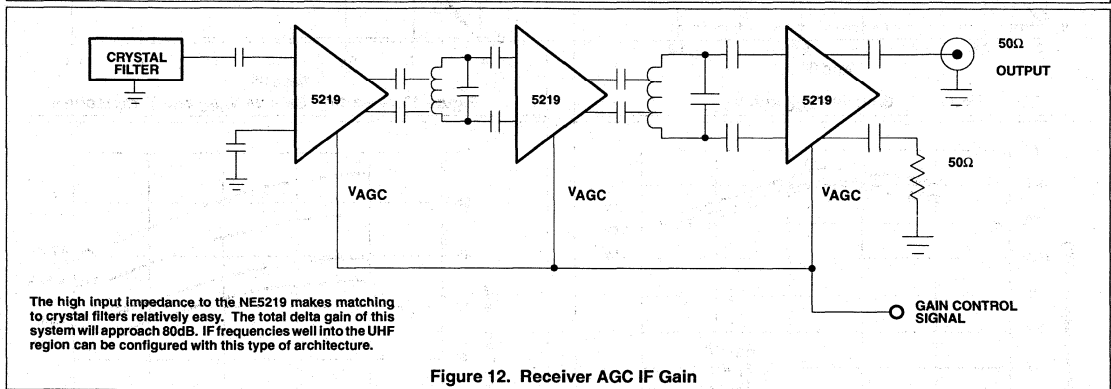 CRYSTAL
FILTER
5219
5219
5219
50Ω
OUTPUT
50Ω
VAGC
VAGC
VAGC
GAIN CONTROL
SIGNAL
The high input impedance to the NE5219 makes matching
to crystal filters relatively easy. The total delta gain of this
system will approach 80dB. IF frequencies well into the UHF
region can be configured with this type of architecture.
Figure 12. Receiver AGC IF Gain